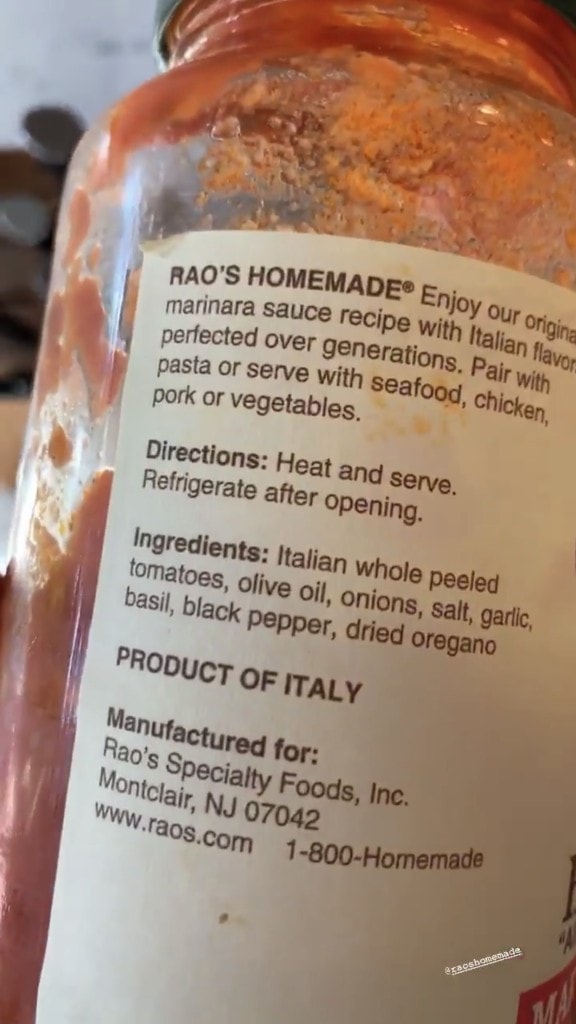 RAO'S HOMEMADE® Enjoy our
marinara sauce recipe with Italian
perfected over generations. Pair with
pasta or serve with seafood, chicken,
pork or vegetables.
Directions: Heat and serve.
Refrigerate after opening.
Ingredients: Italian whole peeled
tomatoes, olive oil, onions, salt, garlic,
basil, black pepper, dried oregano
PRODUCT OF ITALY
Manufactured for:
Rao's Specialty Foods, Inc.
Montclair, NJ 07042
www.raos.com 1-800-Homemade
@raoshomemade